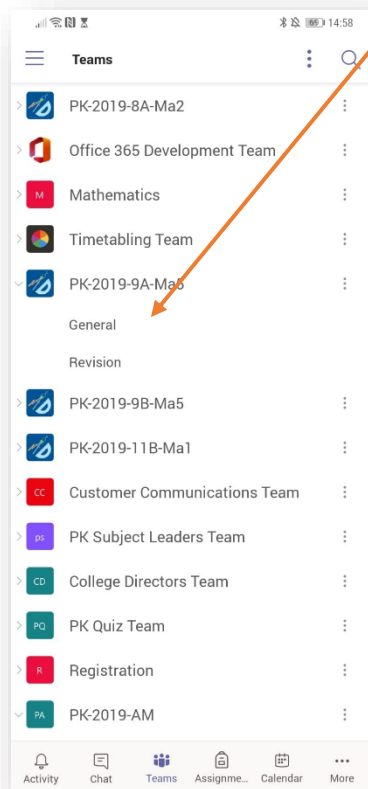 69 14:58
Teams
PK-2019-8A-Ma2
Office 365 Development Team
M Mathematics
Timetabling Team
PK-2019-9A-Ma5
General
Revision
PK-2019-9B-Ma5
PK-2019-11B-Ma1
CC Customer Communications Team
ps PK Subject Leaders Team
CD College Directors Team
PQ PK Quiz Team
R Registration
PA PK-2019-AM
Activity Chat Teams Assignme... Calendar More